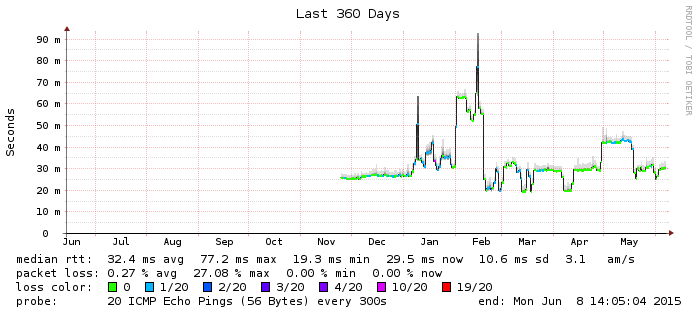 Last 360 Days
RRDTOOL / TOBI OETIKER
Seconds
90 m
80 m
70 m
60 m
50 m
40 m
30 m
20 m
10 m
0
Jun Jul Aug Sep Oct Nov Dec Jan Feb Mar Apr May
median rtt: 32.4 ms avg 77.2 ms max 19.3 ms min 29.5 ms now 10.6 ms sd 3.1 am/s
packet loss: 0.27 % avg 27.08 % max 0.00 % min 0.00 % now
loss color: 0 1/20 2/20 3/20 4/20 10/20 19/20
probe: 20 ICMP Echo Pings (56 Bytes) every 300s end: Mon Jun 8 14:05:04 2015